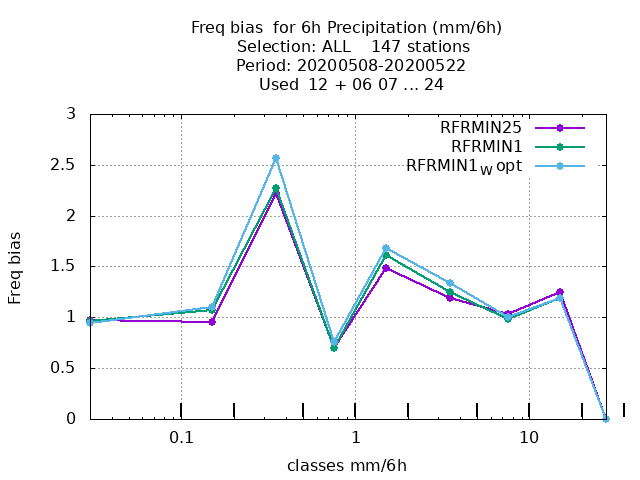 Freq bias  for 6h Precipitation (mm/6h)
Selection: ALL    147 stations
Period: 20200508-20200522
Used  12 + 06 07 ... 24
3
2.5
2
1.5
1
0.5
0
Freq bias
RFRMIN25
RFRMIN1
RFRMIN1W opt
0.1
1
10
classes mm/6h